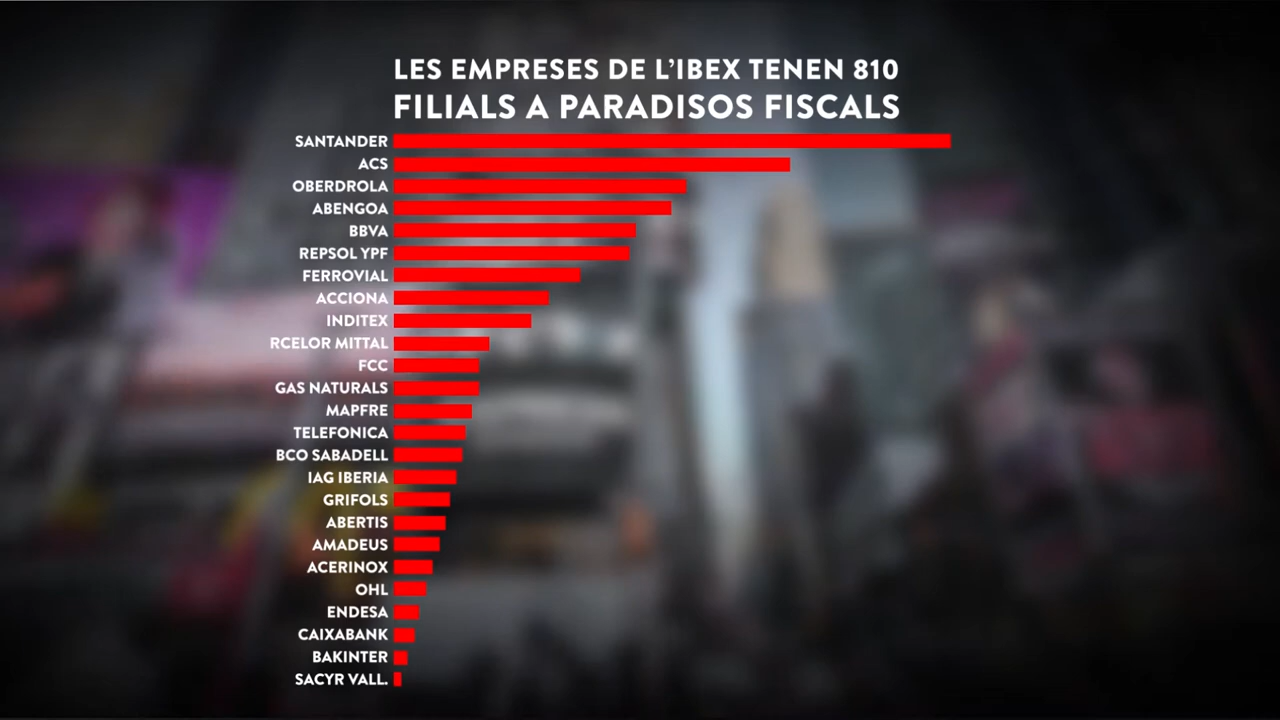 LES EMPRESES DE L'IBEX TENEN 810
FILIALS A PARADISOS FISCALS
SANTANDER
ACS
OBERDROLA
ABENGOA
BBVA
REPSOL YPF
FERROVIAL
ACCIONA
INDITEX
RCELOR MITTAL
FCC
GAS NATURALS
MAPFRE
TELEFONICA
BCO SABADELL
IAG IBERIA
GRIFOLS
ABERTIS
AMADEUS
ACERINOX
OHL
ENDESA
CAIXABANK
BAKINTER
SACYR VALL.